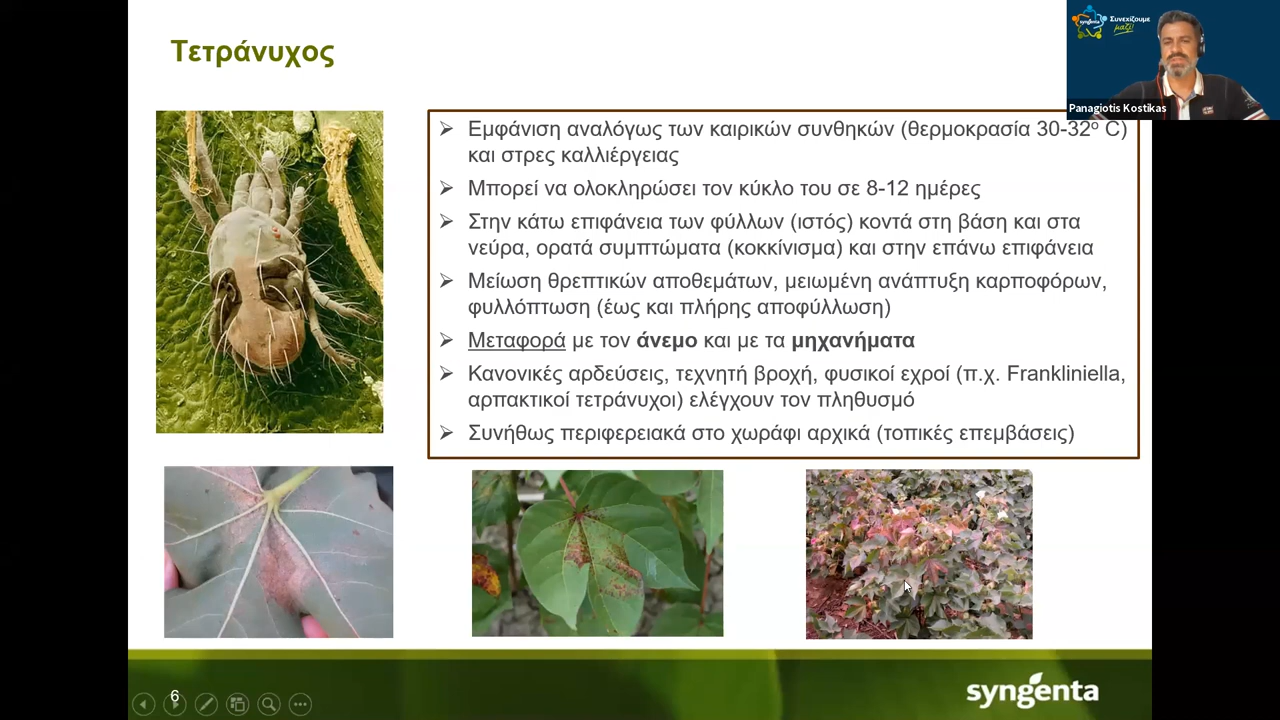 Τετράνυχος
syngenta
Συνεχίζουμε
μαζί!
Panagiotis Kostikas
➢ Εμφάνιση αναλόγως των καιρικών συνθηκών (θερμοκρασία 30-32º C)
και στρες καλλιέργειας
➢ Μπορεί να ολοκληρώσει τον κύκλο του σε 8-12 ημέρες
➢ Στην κάτω επιφάνεια των φύλλων (ιστός) κοντά στη βάση και στα
νεύρα, ορατά συμπτώματα (κοκκίνισμα) και στην επάνω επιφάνεια
➢ Μείωση θρεπτικών αποθεμάτων, μειωμένη ανάπτυξη καρποφόρων,
φυλλόπτωση (έως και πλήρης αποφύλλωση)
➢ Μεταφορά με τον άνεμο και με τα μηχανήματα
➢ Κανονικές αρδεύσεις, τεχνητή βροχή, φυσικοί εχροί (π.χ. Frankliniella,
αρπακτικοί τετράνυχοι) ελέγχουν τον πληθυσμό
➢ Συνήθως περιφερειακά στο χωράφι αρχικά (τοπικές επεμβάσεις)
6
syngenta